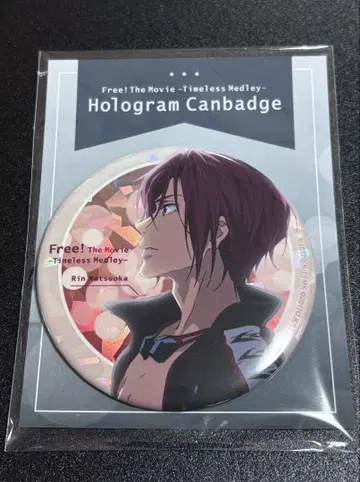 Free! The Movie -Timeless Medley-
Hologram Canbadge
Free! The Movie
-Timeless Medley-
Rin Matsuoka